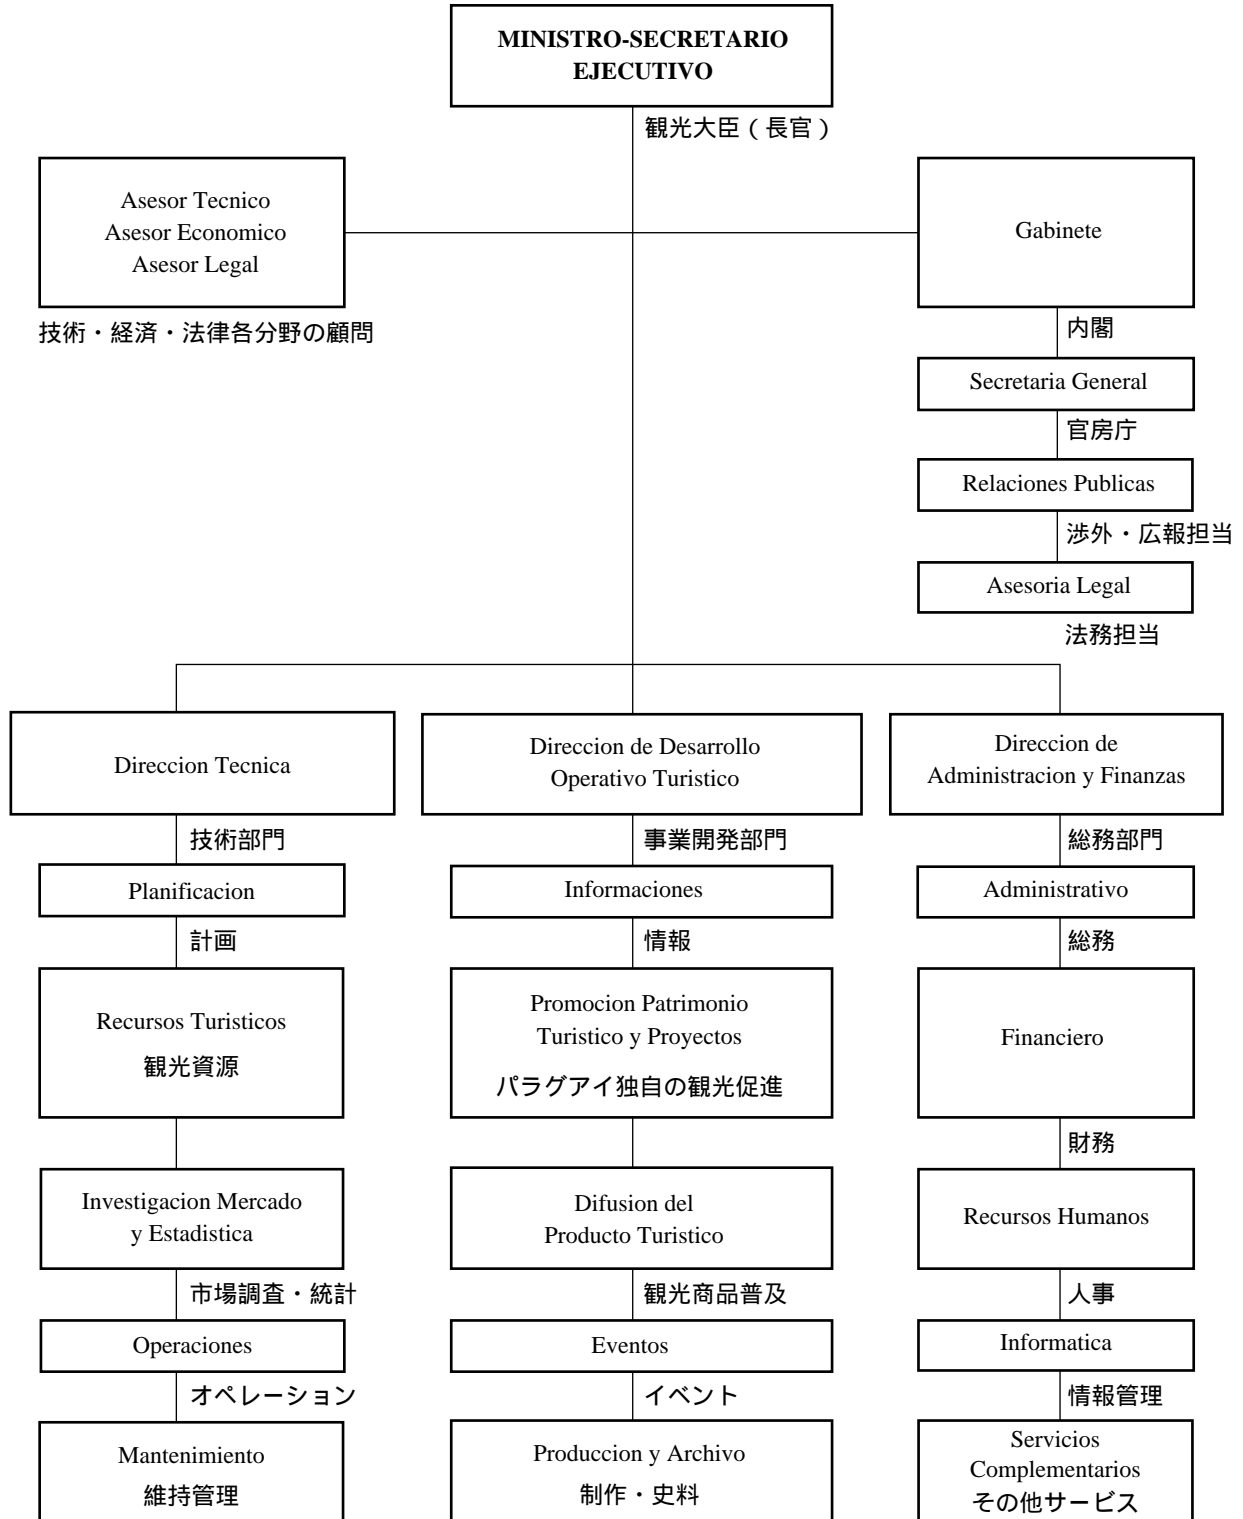 MINISTRO-SECRETARIO
EJECUTIVO
観光大臣（長官）
Asesor Tecnico
Asesor Economico
Asesor Legal
技術・経済・法律各分野の顧問
Gabinete
内閣
Secretaria General
官房庁
Relaciones Publicas
渉外・広報担当
Asesoria Legal
法務担当
Direccion Tecnica
技術部門
Planificacion
計画
Recursos Turisticos
観光資源
Investigacion Mercado
y Estadistica
市場調査・統計
Operaciones
オペレーション
Mantenimiento
維持管理
Direccion de Desarrollo
Operativo Turistico
事業開発部門
Informaciones
情報
Promocion Patrimonio
Turistico y Proyectos
パラグアイ独自の観光促進
Difusion del
Producto Turistico
観光商品普及
Eventos
イベント
Produccion y Archivo
制作・史料
Direccion de
Administracion y Finanzas
総務部門
Administrativo
総務
Financiero
財務
Recursos Humanos
人事
Informatica
情報管理
Servicios
Complementarios
その他サービス